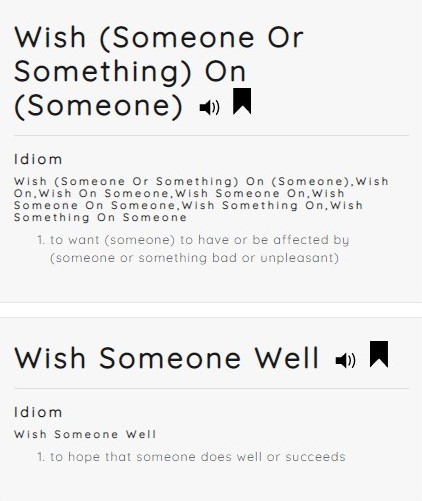 Wish (Someone Or
Something) On
(Someone)
Idiom
Wish (Someone Or Something) On (Someone),Wish
On,Wish On Someone,Wish Someone On,Wish
Someone On Someone,Wish Something On,Wish
Something On Someone
1. to want (someone) to have or be affected by
(someone or something bad or unpleasant)
Wish Someone Well
Idiom
Wish Someone Well
1. to hope that someone does well or succeeds